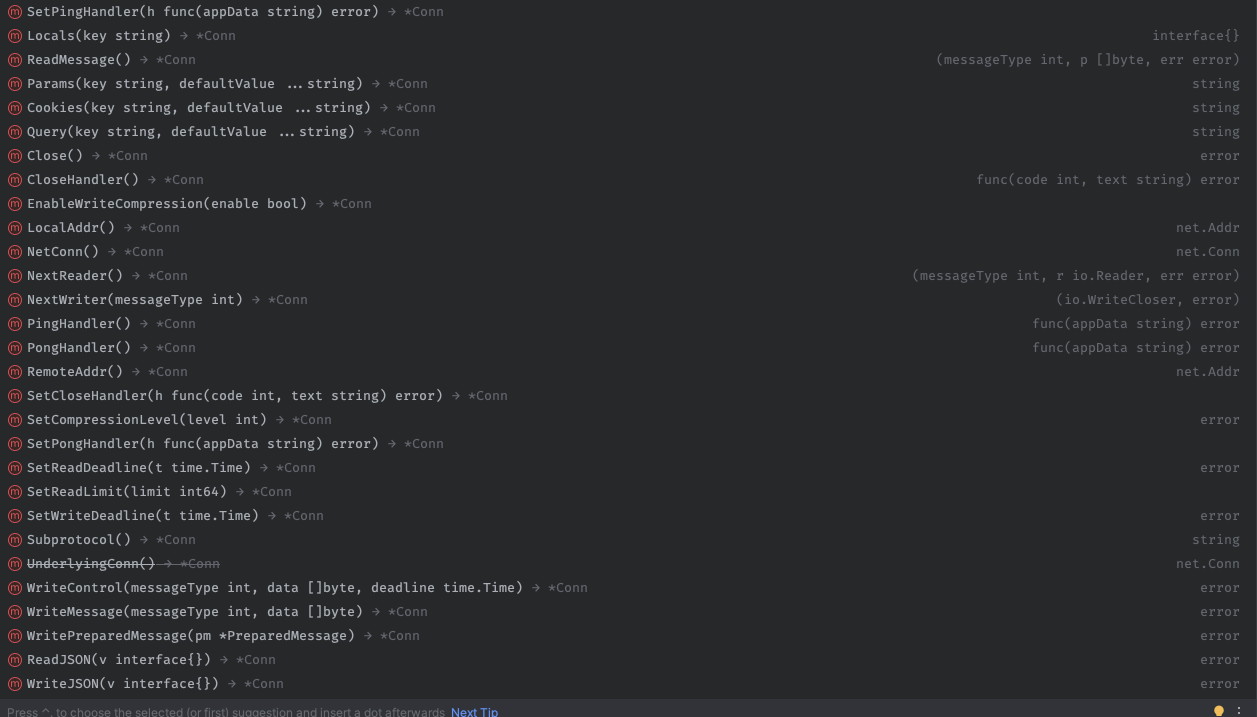 m SetPingHandler(h func(appData string) error) → *Conn
m Locals(key string) → *Conn interface{}
m ReadMessage() → *Conn (messageType int, p []byte, err error)
m Params(key string, defaultValue ...string) → *Conn string
m Cookies(key string, defaultValue ...string) → *Conn string
m Query(key string, defaultValue ...string) → *Conn string
m Close() → *Conn error
m CloseHandler() → *Conn func(code int, text string) error
m EnableWriteCompression(enable bool) → *Conn
m LocalAddr() → *Conn net.Addr
m NetConn() → *Conn net.Conn
m NextReader() → *Conn (messageType int, r io.Reader, err error)
m NextWriter(messageType int) → *Conn (io.WriteCloser, error)
m PingHandler() → *Conn func(appData string) error
m PongHandler() → *Conn func(appData string) error
m RemoteAddr() → *Conn net.Addr
m SetCloseHandler(h func(code int, text string) error) → *Conn
m SetCompressionLevel(level int) → *Conn error
m SetPongHandler(h func(appData string) error) → *Conn
m SetReadDeadline(t time.Time) → *Conn error
m SetReadLimit(limit int64) → *Conn
m SetWriteDeadline(t time.Time) → *Conn error
m Subprotocol() → *Conn string
m UnderlyingConn() → *Conn net.Conn
m WriteControl(messageType int, data []byte, deadline time.Time) → *Conn error
m WriteMessage(messageType int, data []byte) → *Conn error
m WritePreparedMessage(pm *PreparedMessage) → *Conn error
m ReadJSON(v interface{}) → *Conn error
m WriteJSON(v interface{}) → *Conn error
Press ^. to choose the selected (or first) suggestion and insert a dot afterwards Next Tip